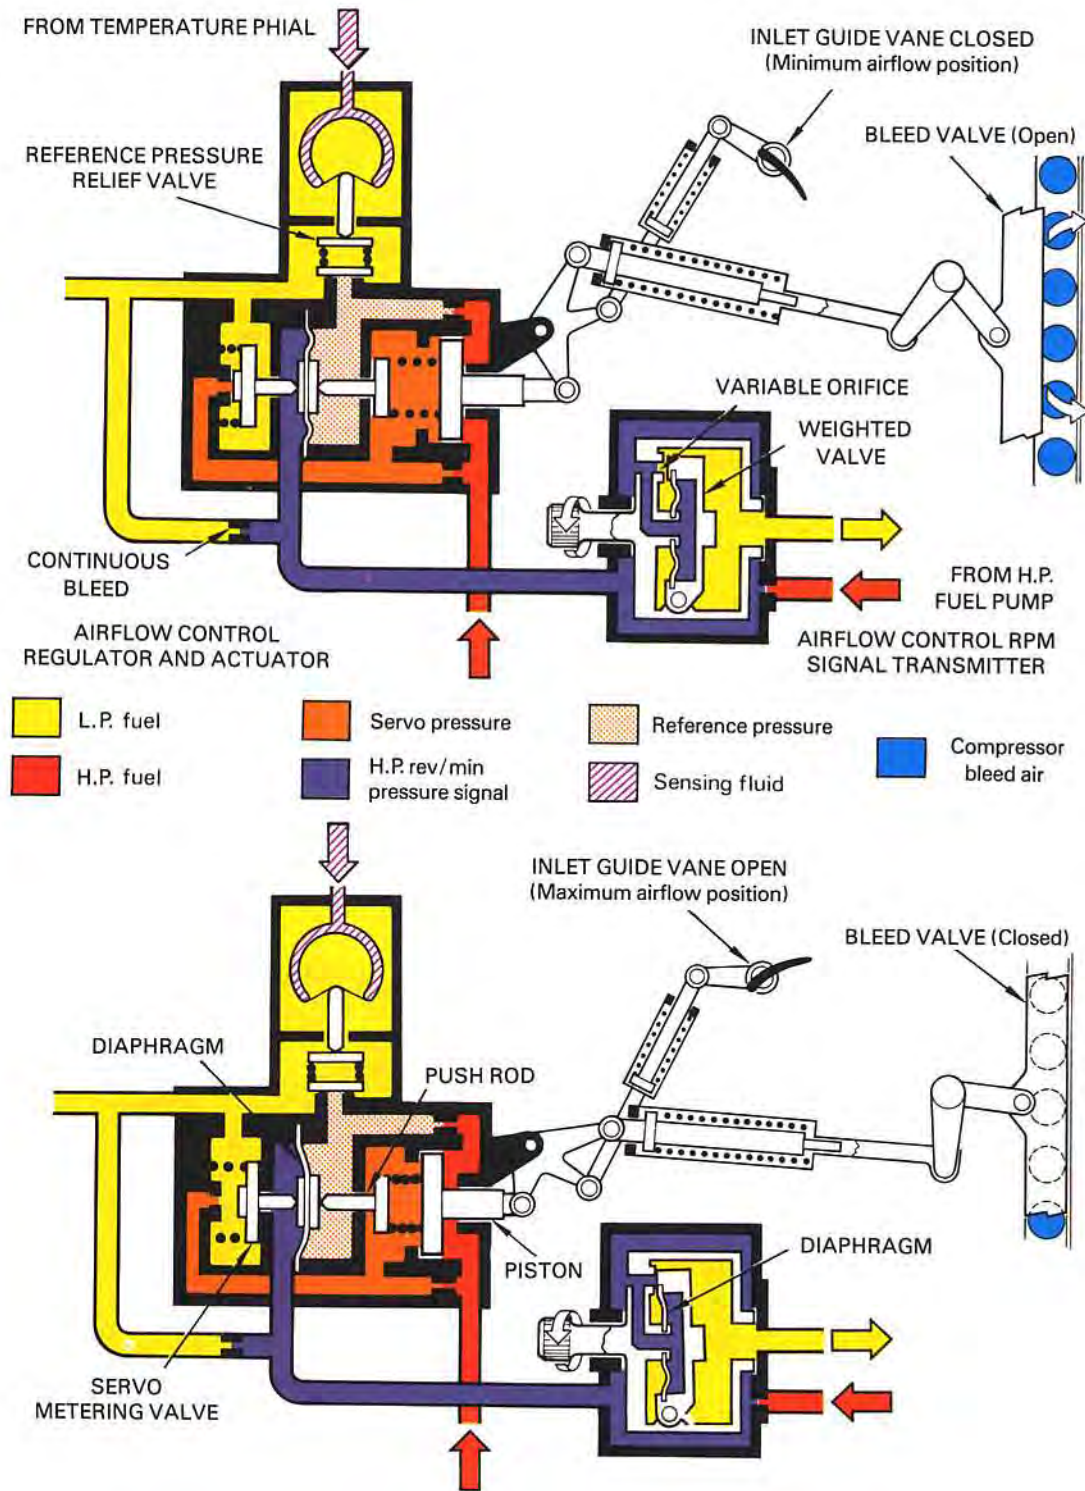 FROM TEMPERATURE PHIAL
INLET GUIDE VANE CLOSED
(Minimum airflow position)
BLEED VALVE (Open)
REFERENCE PRESSURE
RELIEF VALVE
VARIABLE ORIFICE
WEIGHTED
VALVE
CONTINUOUS
BLEED
FROM H.P.
FUEL PUMP
AIRFLOW CONTROL
REGULATOR AND ACTUATOR
AIRFLOW CONTROL RPM
SIGNAL TRANSMITTER
L.P. fuel
Servo pressure
Reference pressure
Compressor
bleed air
H.P. fuel
H.P. rev/min
pressure signal
Sensing fluid
INLET GUIDE VANE OPEN
(Maximum airflow position)
BLEED VALVE (Closed)
DIAPHRAGM
PUSH ROD
PISTON
DIAPHRAGM
SERVO
METERING VALVE